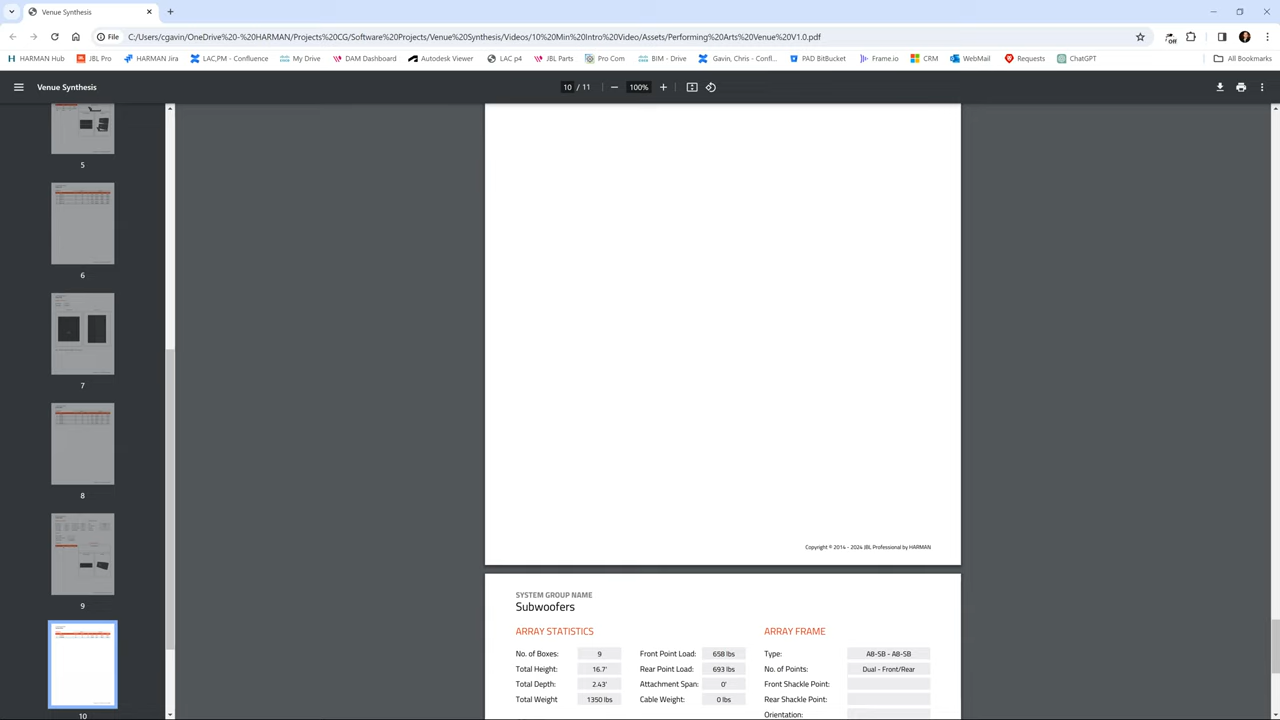 Venue Synthesis
File
C:/Users/cgavin/OneDrive%20-%20HARMAN/Projects%20CG/Software%20Projects/Venue%20Synthesis/Videos/10%20Min%20Intro%20Video/Assets/Performing%20Arts%20Venue%20V1.0.pdf
Off
HARMAN Hub
JBL Pro
HARMAN Jira
LAC,PM - Confluence
My Drive
DAM Dashboard
Autodesk Viewer
LAC p4
JBL Parts
Pro Com
BIM - Drive
Gavin, Chris - Confl...
PAD BitBucket
Frame.io
CRM
WebMail
Requests
ChatGPT
All Bookmarks
Venue Synthesis
10 / 11
100%
5
6
7
8
9
10
Copyright © 2014 - 2024 JBL Professional by HARMAN
SYSTEM GROUP NAME
Subwoofers
ARRAY STATISTICS
ARRAY FRAME
No. of Boxes: 9 Front Point Load: 658 lbs Type: A8-SB - A8-SB
Total Height: 16.7' Rear Point Load: 693 lbs No. of Points: Dual - Front/Rear
Total Depth: 2.43' Attachment Span: 0' Front Shackle Point:
Total Weight 1350 lbs Cable Weight: 0 lbs Rear Shackle Point:
Orientation: